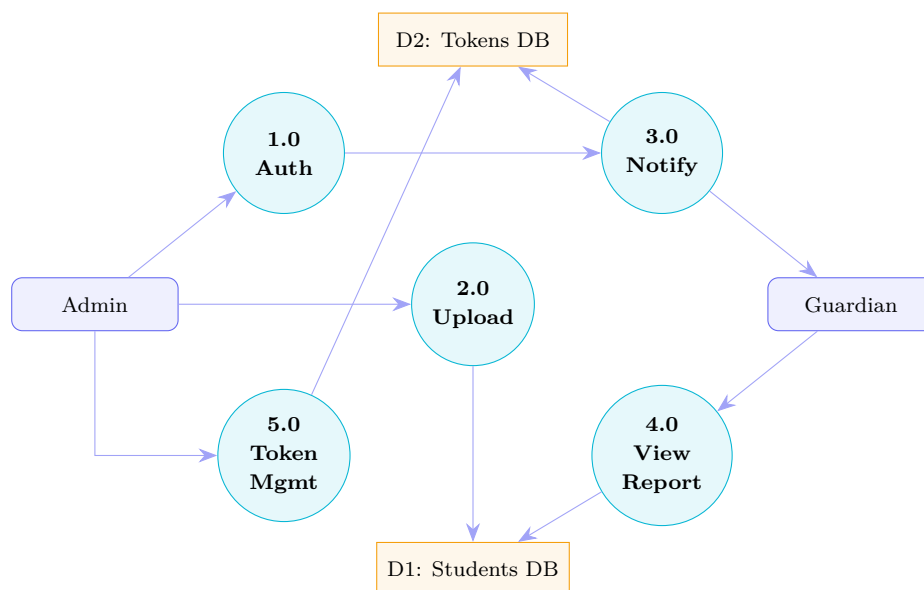 D2: Tokens DB
1.0
Auth
3.0
Notify
Admin
2.0
Upload
Guardian
5.0
Token
Mgmt
4.0
View
Report
D1: Students DB